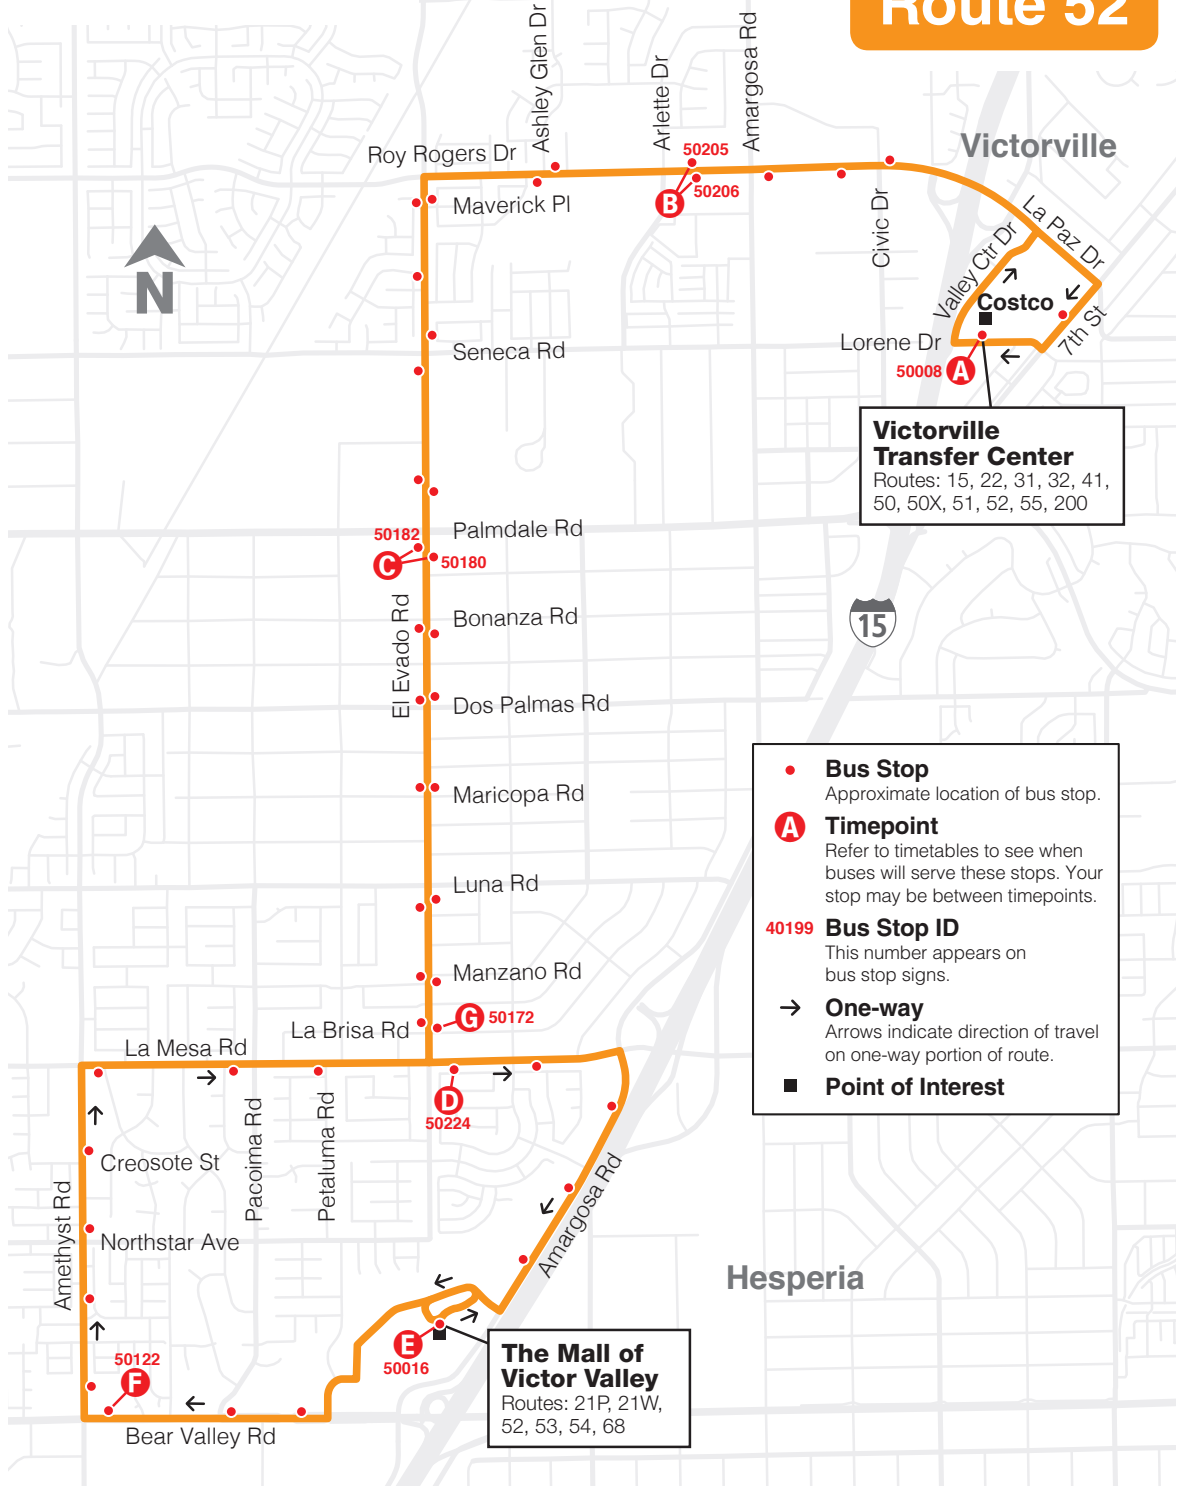 Route 52
Ashley Glen Dr
Arlette Dr
Amargosa Rd
Victorville
Roy Rogers Dr
50205
50206
B
Maverick Pl
Civic Dr
La Paz Dr
Valley Ctr Dr
N
Costco
7th St
Lorene Dr
Seneca Rd
50008
A
Victorville
Transfer Center
Routes: 15, 22, 31, 32, 41,
50, 50X, 51, 52, 55, 200
Palmdale Rd
50182
C
50180
El Evado Rd
Bonanza Rd
15
Dos Palmas Rd
Maricopa Rd
Bus Stop
Approximate location of bus stop.
A
Timepoint
Refer to timetables to see when
buses will serve these stops. Your
stop may be between timepoints.
40199
Bus Stop ID
This number appears on
bus stop signs.
One-way
Arrows indicate direction of travel
on one-way portion of route.
Point of Interest
Luna Rd
Manzano Rd
G
50172
La Brisa Rd
La Mesa Rd
D
50224
Pacoima Rd
Petaluma Rd
Creosote St
Amethyst Rd
Northstar Ave
Amargosa Rd
Hesperia
E
50016
The Mall of
Victor Valley
Routes: 21P, 21W,
52, 53, 54, 68
50122
F
Bear Valley Rd